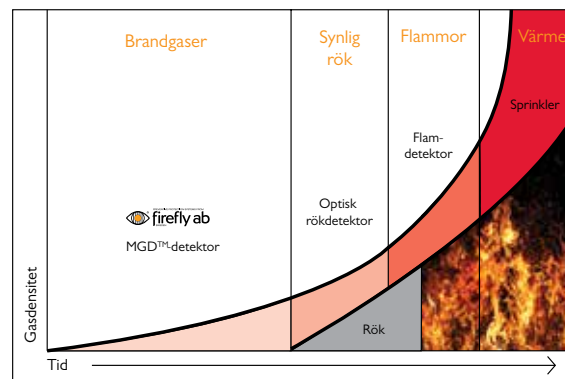 Brandgaser
Synlig
rök
Flammor
Värme
Sprinkler
Flam-
detektor
Optisk
rökdetektor
firefly ab
MGD™-detektor
Gasdensitet
Rök
Tid